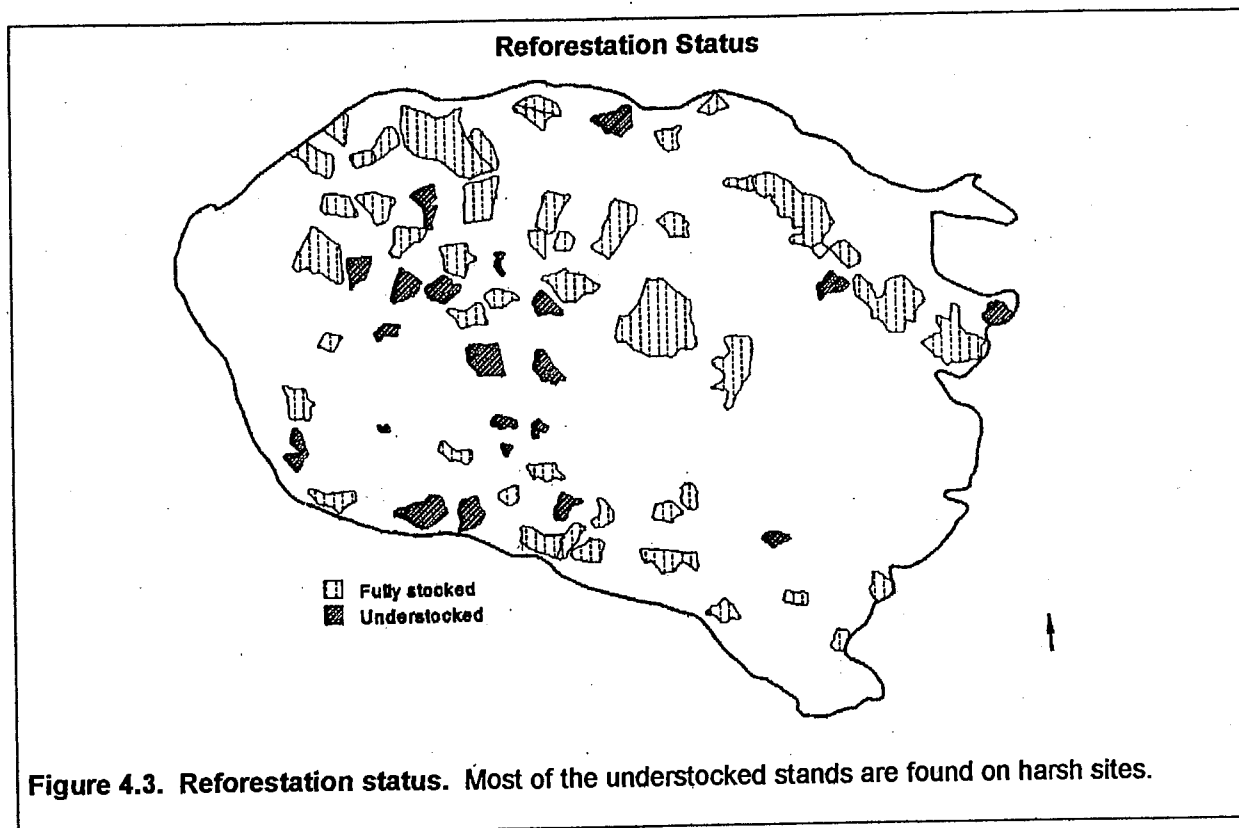 Reforestation Status
Fully stocked
Understocked
Figure 4.3. Reforestation status. Most of the understocked stands are found on harsh sites.